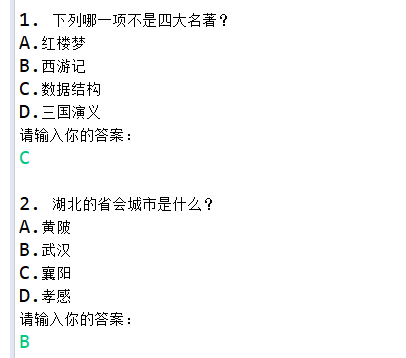 1. 下列哪一项不是四大名著？
A.红楼梦
B.西游记
C.数据结构
D.三国演义
请输入你的答案：
C
2. 湖北的省会城市是什么？
A.黄陂
B.武汉
C.襄阳
D.孝感
请输入你的答案：
B